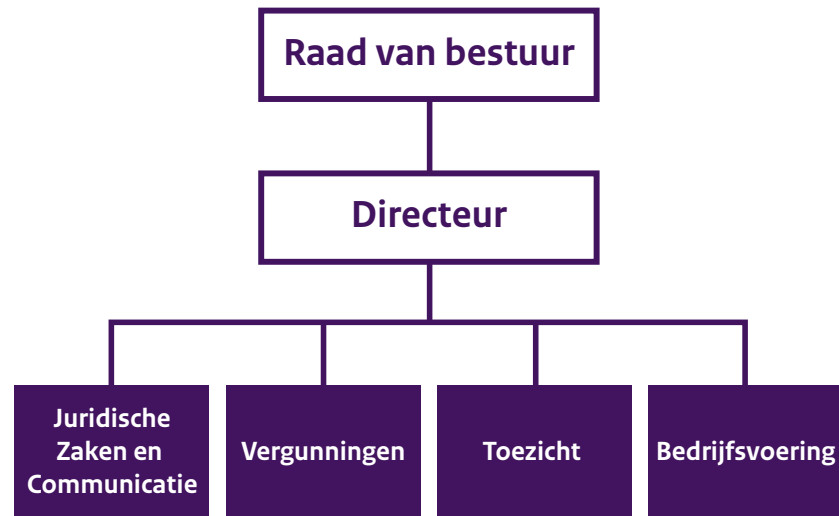 Raad van bestuur
Directeur
Juridische
Zaken en
Communicatie
Vergunningen
Toezicht
Bedrijfsvoering